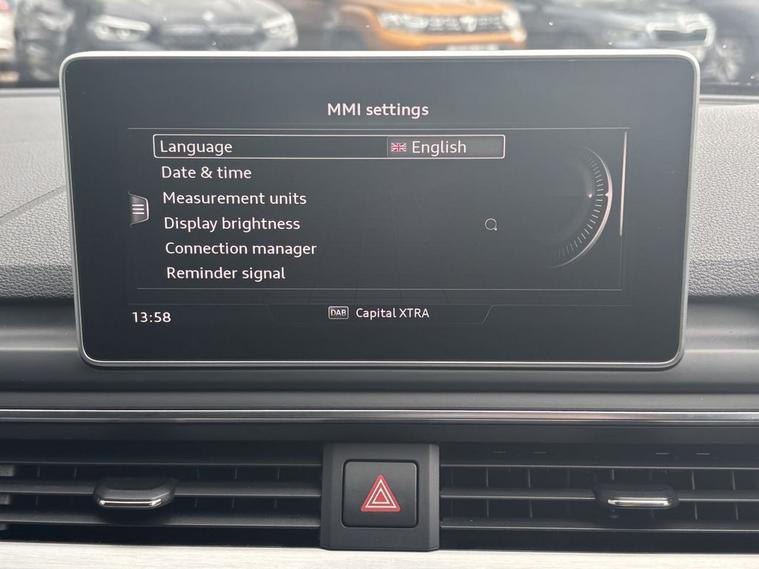 MMI settings
Language English
Date & time
Measurement units
Display brightness
Connection manager
Reminder signal
13:58 DAB Capital XTRA